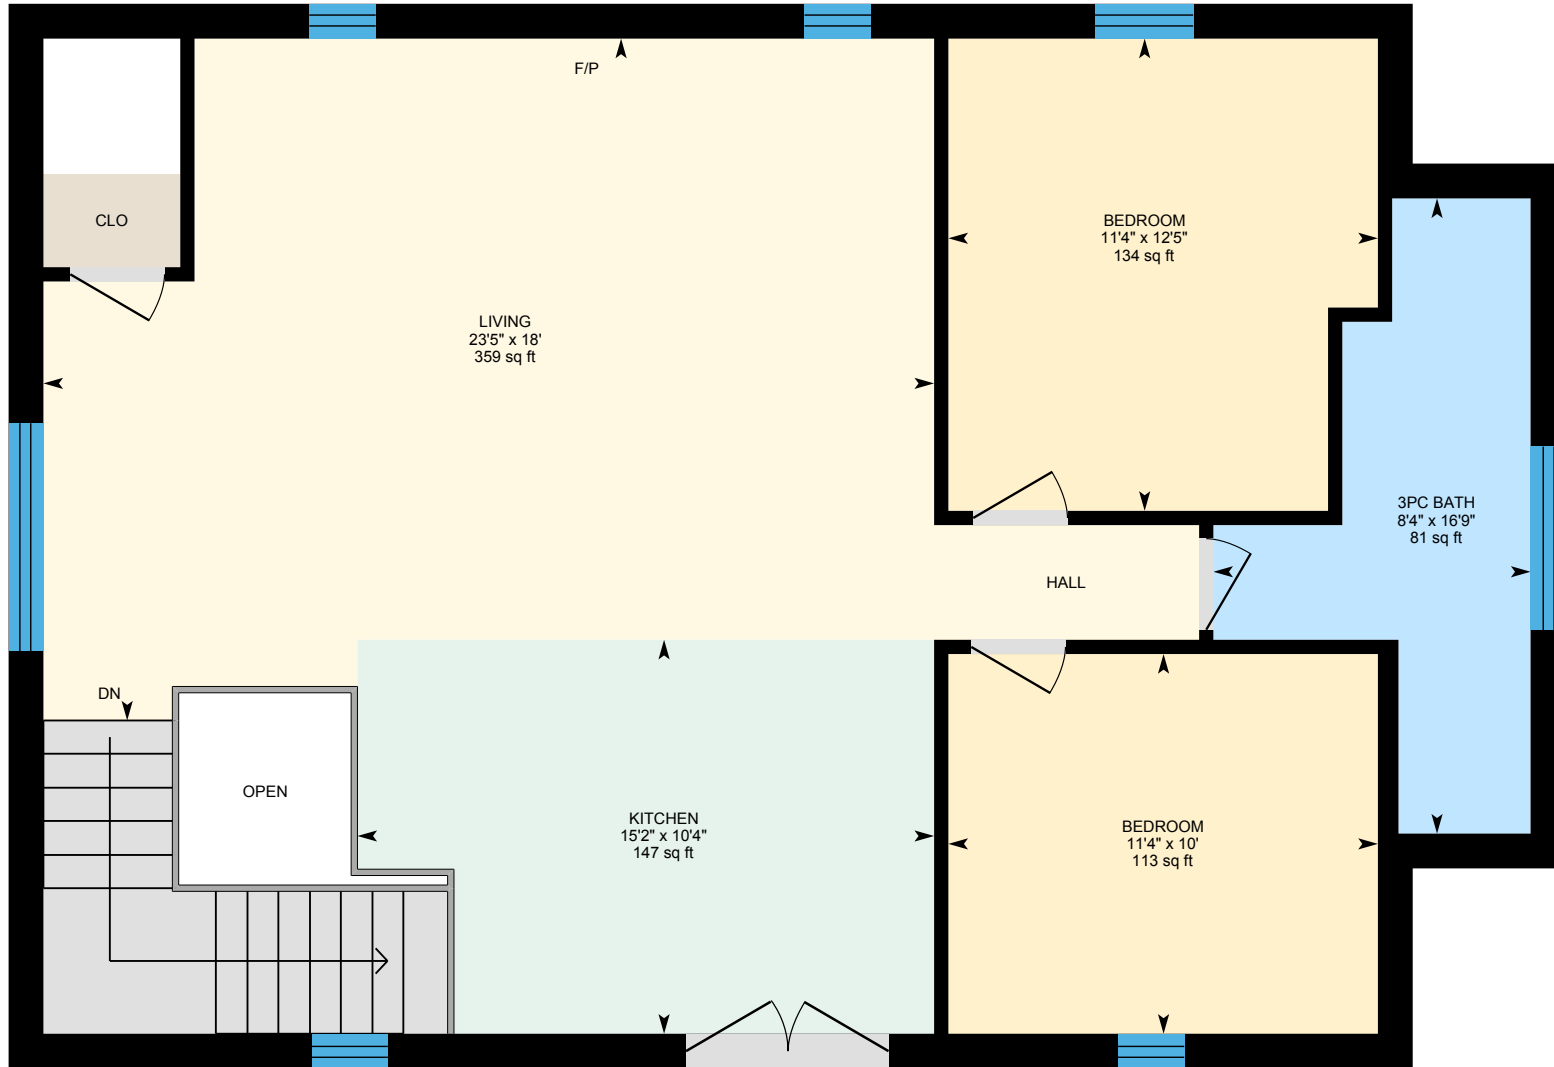 F/P
CLO
BEDROOM
11'4" x 12'5"
134 sq ft
LIVING
23'5" x 18'
359 sq ft
3PC BATH
8'4" x 16'9"
81 sq ft
HALL
DN
OPEN
KITCHEN
15'2" x 10'4"
147 sq ft
BEDROOM
11'4" x 10'
113 sq ft